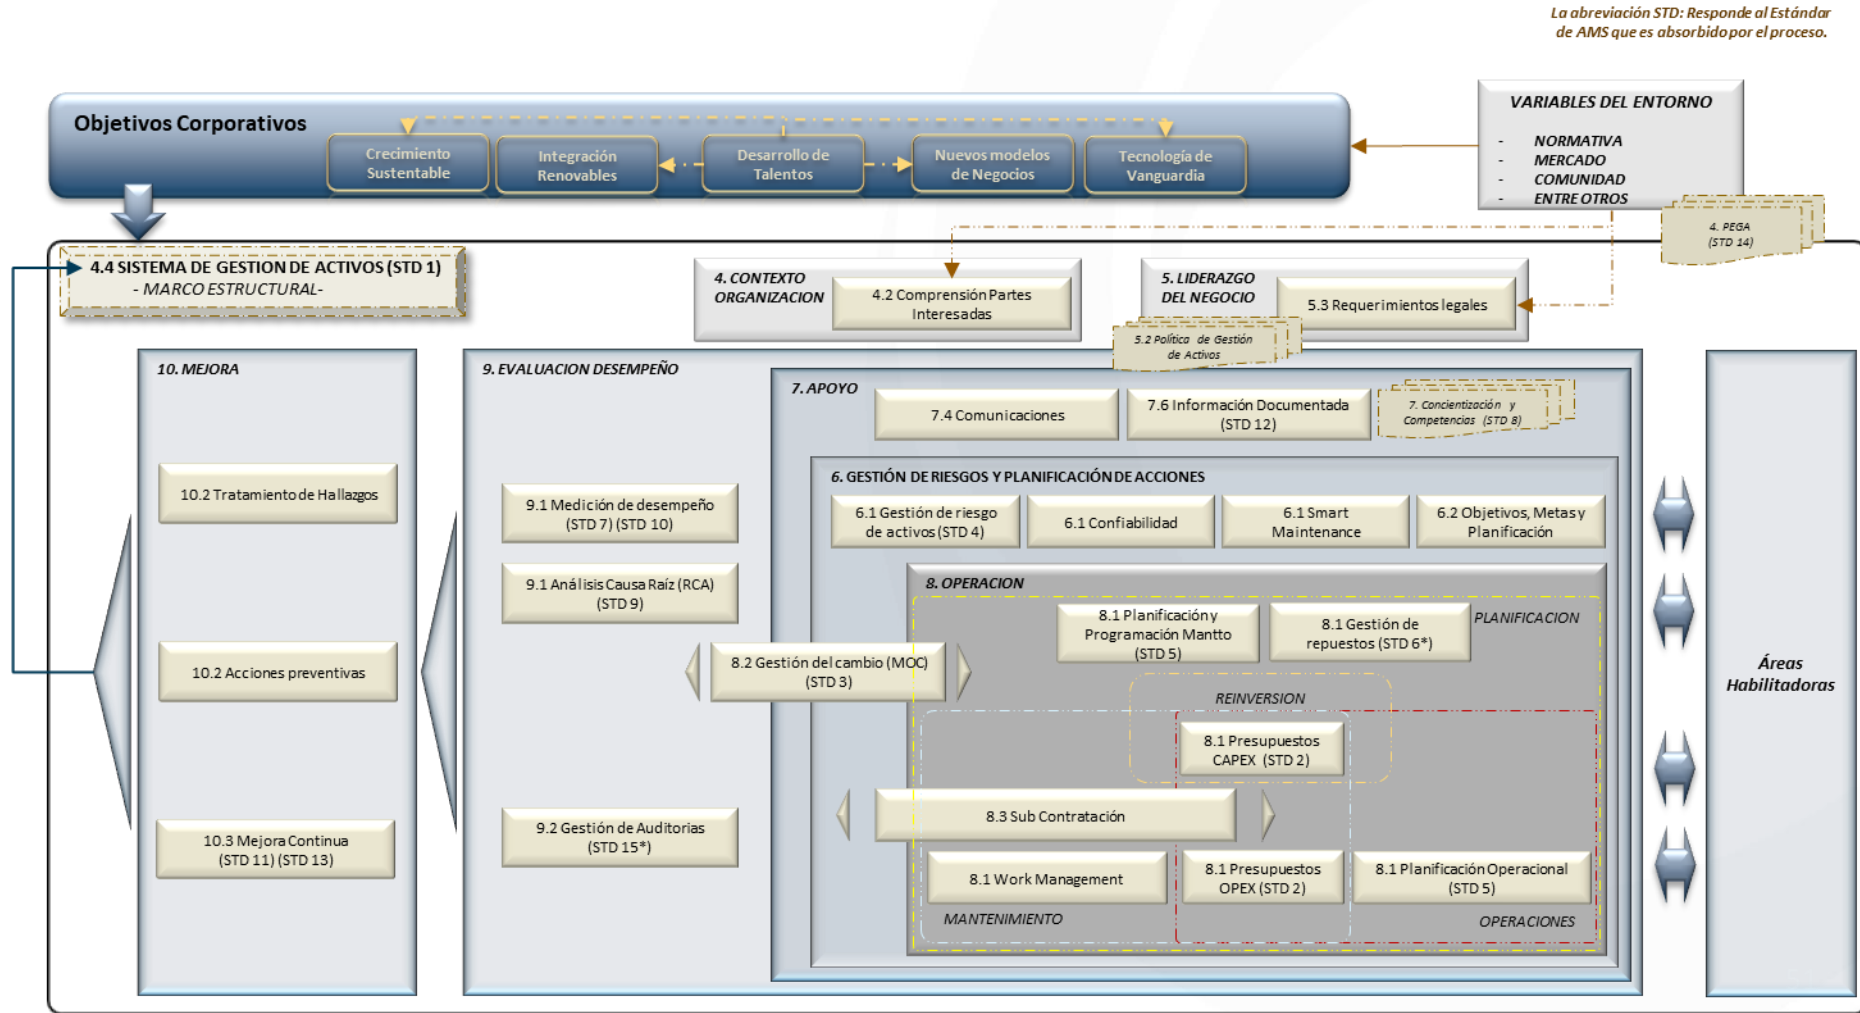 La abreviación STD: Responde al Estándar
de AMS que es absorbido por el proceso.
Objetivos Corporativos
Crecimiento
Sustentable
Integración
Renovables
Desarrollo de
Talentos
Nuevos modelos
de Negocios
Tecnología de
Vanguardia
VARIABLES DEL ENTORNO
- NORMATIVA
- MERCADO
- COMUNIDAD
- ENTRE OTROS
4. PEGA
(STD 14)
4.4 SISTEMA DE GESTION DE ACTIVOS (STD 1)
- MARCO ESTRUCTURAL-
4. CONTEXTO
ORGANIZACION
4.2 Comprensión Partes
Interesadas
5. LIDERAZGO
DEL NEGOCIO
5.3 Requerimientos legales
5.2 Política de Gestión
de Activos
10. MEJORA
10.2 Tratamiento de Hallazgos
10.2 Acciones preventivas
10.3 Mejora Continua
(STD 11) (STD 13)
9. EVALUACION DESEMPEÑO
9.1 Medición de desempeño
(STD 7) (STD 10)
9.1 Análisis Causa Raíz (RCA)
(STD 9)
9.2 Gestión de Auditorias
(STD 15*)
7. APOYO
7.4 Comunicaciones
7.6 Información Documentada
(STD 12)
7. Concientización y
Competencias (STD 8)
6. GESTIÓN DE RIESGOS Y PLANIFICACIÓN DE ACCIONES
6.1 Gestión de riesgo
de activos (STD 4)
6.1 Confiabilidad
6.1 Smart
Maintenance
6.2 Objetivos, Metas y
Planificación
8. OPERACION
8.1 Planificación y
Programación Mantto
(STD 5)
8.1 Gestión de
repuestos (STD 6*)
PLANIFICACION
8.2 Gestión del cambio (MOC)
(STD 3)
REINVERSION
8.1 Presupuestos
CAPEX (STD 2)
8.3 Sub Contratación
8.1 Work Management
8.1 Presupuestos
OPEX (STD 2)
8.1 Planificación Operacional
(STD 5)
MANTENIMIENTO
OPERACIONES
Áreas
Habilitadoras